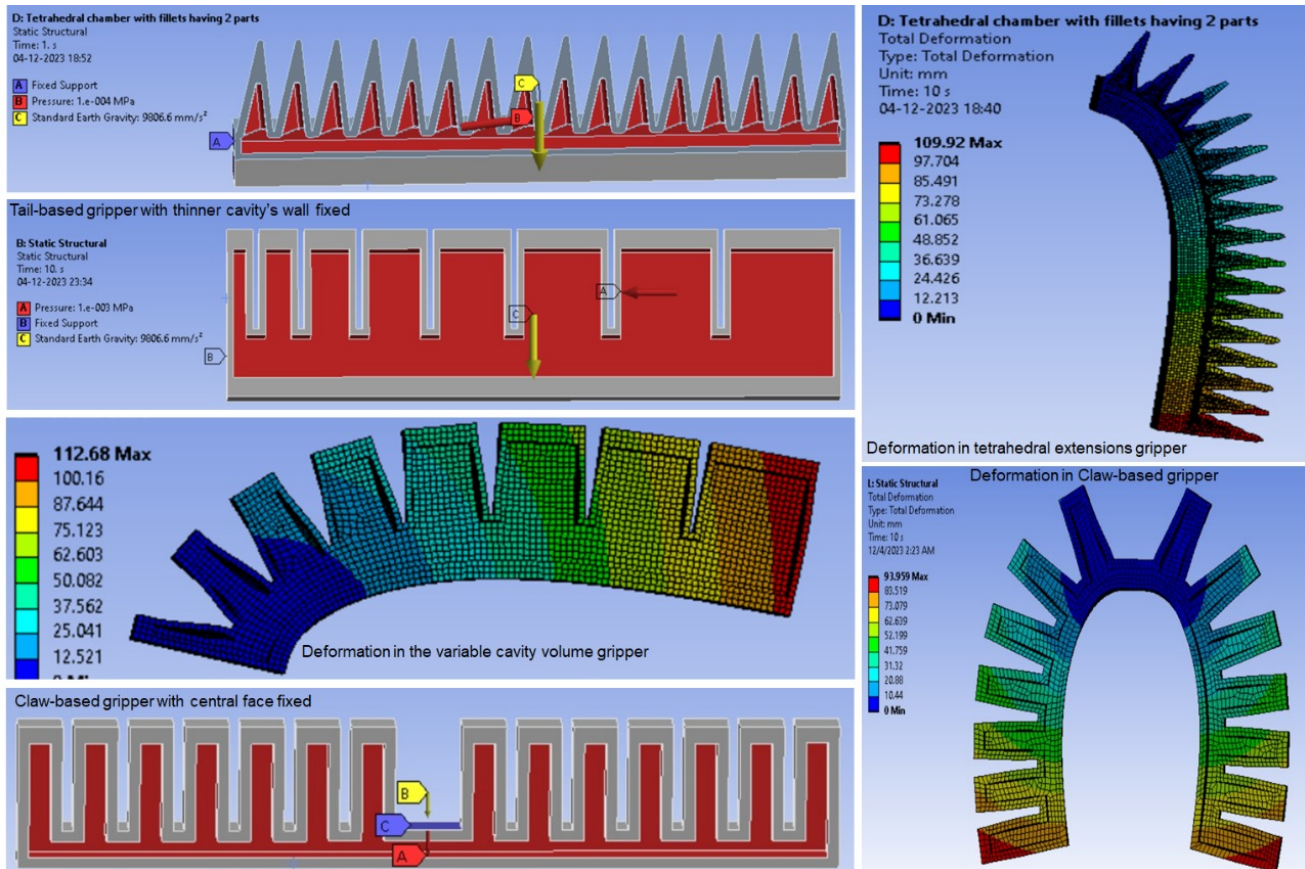 D: Tetrahedral chamber with fillets having 2 parts
Static Structural
Time: 1. s
04-12-2023 18:52
A Fixed Support
B Pressure: 1.e-004 MPa
C Standard Earth Gravity: 9806.6 mm/s²
A
B
C
Tail-based gripper with thinner cavity's wall fixed
B: Static Structural
Static Structural
Time: 10. s
04-12-2023 23:34
A Pressure: 1.e-003 MPa
B Fixed Support
C Standard Earth Gravity: 9806.6 mm/s²
A
B
C
112.68 Max
100.16
87.644
75.123
62.603
50.082
37.562
25.041
12.521
Deformation in the variable cavity volume gripper
Claw-based gripper with central face fixed
B
C
A
D: Tetrahedral chamber with fillets having 2 parts
Total Deformation
Type: Total Deformation
Unit: mm
Time: 10 s
04-12-2023 18:40
109.92 Max
97.704
85.491
73.278
61.065
48.852
36.639
24.426
12.213
0 Min
Deformation in tetrahedral extensions gripper
Deformation in Claw-based gripper
L: Static Structural
Total Deformation
Type: Total Deformation
Unit: mm
Time: 10 s
12/4/2023 2:23 AM
93.959 Max
83.519
73.079
62.639
52.199
41.759
31.32
20.88
10.44
0 Min